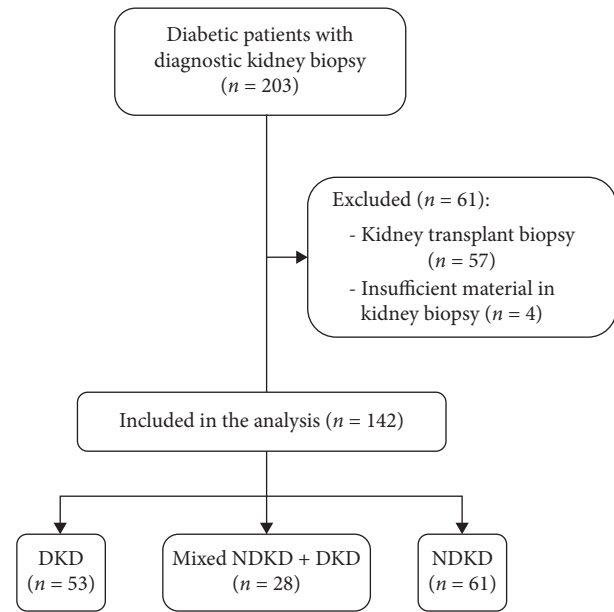 Diabetic patients with
diagnostic kidney biopsy
(n = 203)
Excluded (n = 61):
- Kidney transplant biopsy
(n = 57)
- Insufficient material in
kidney biopsy (n = 4)
Included in the analysis (n = 142)
DKD
(n = 53)
Mixed NDKD + DKD
(n = 28)
NDKD
(n = 61)